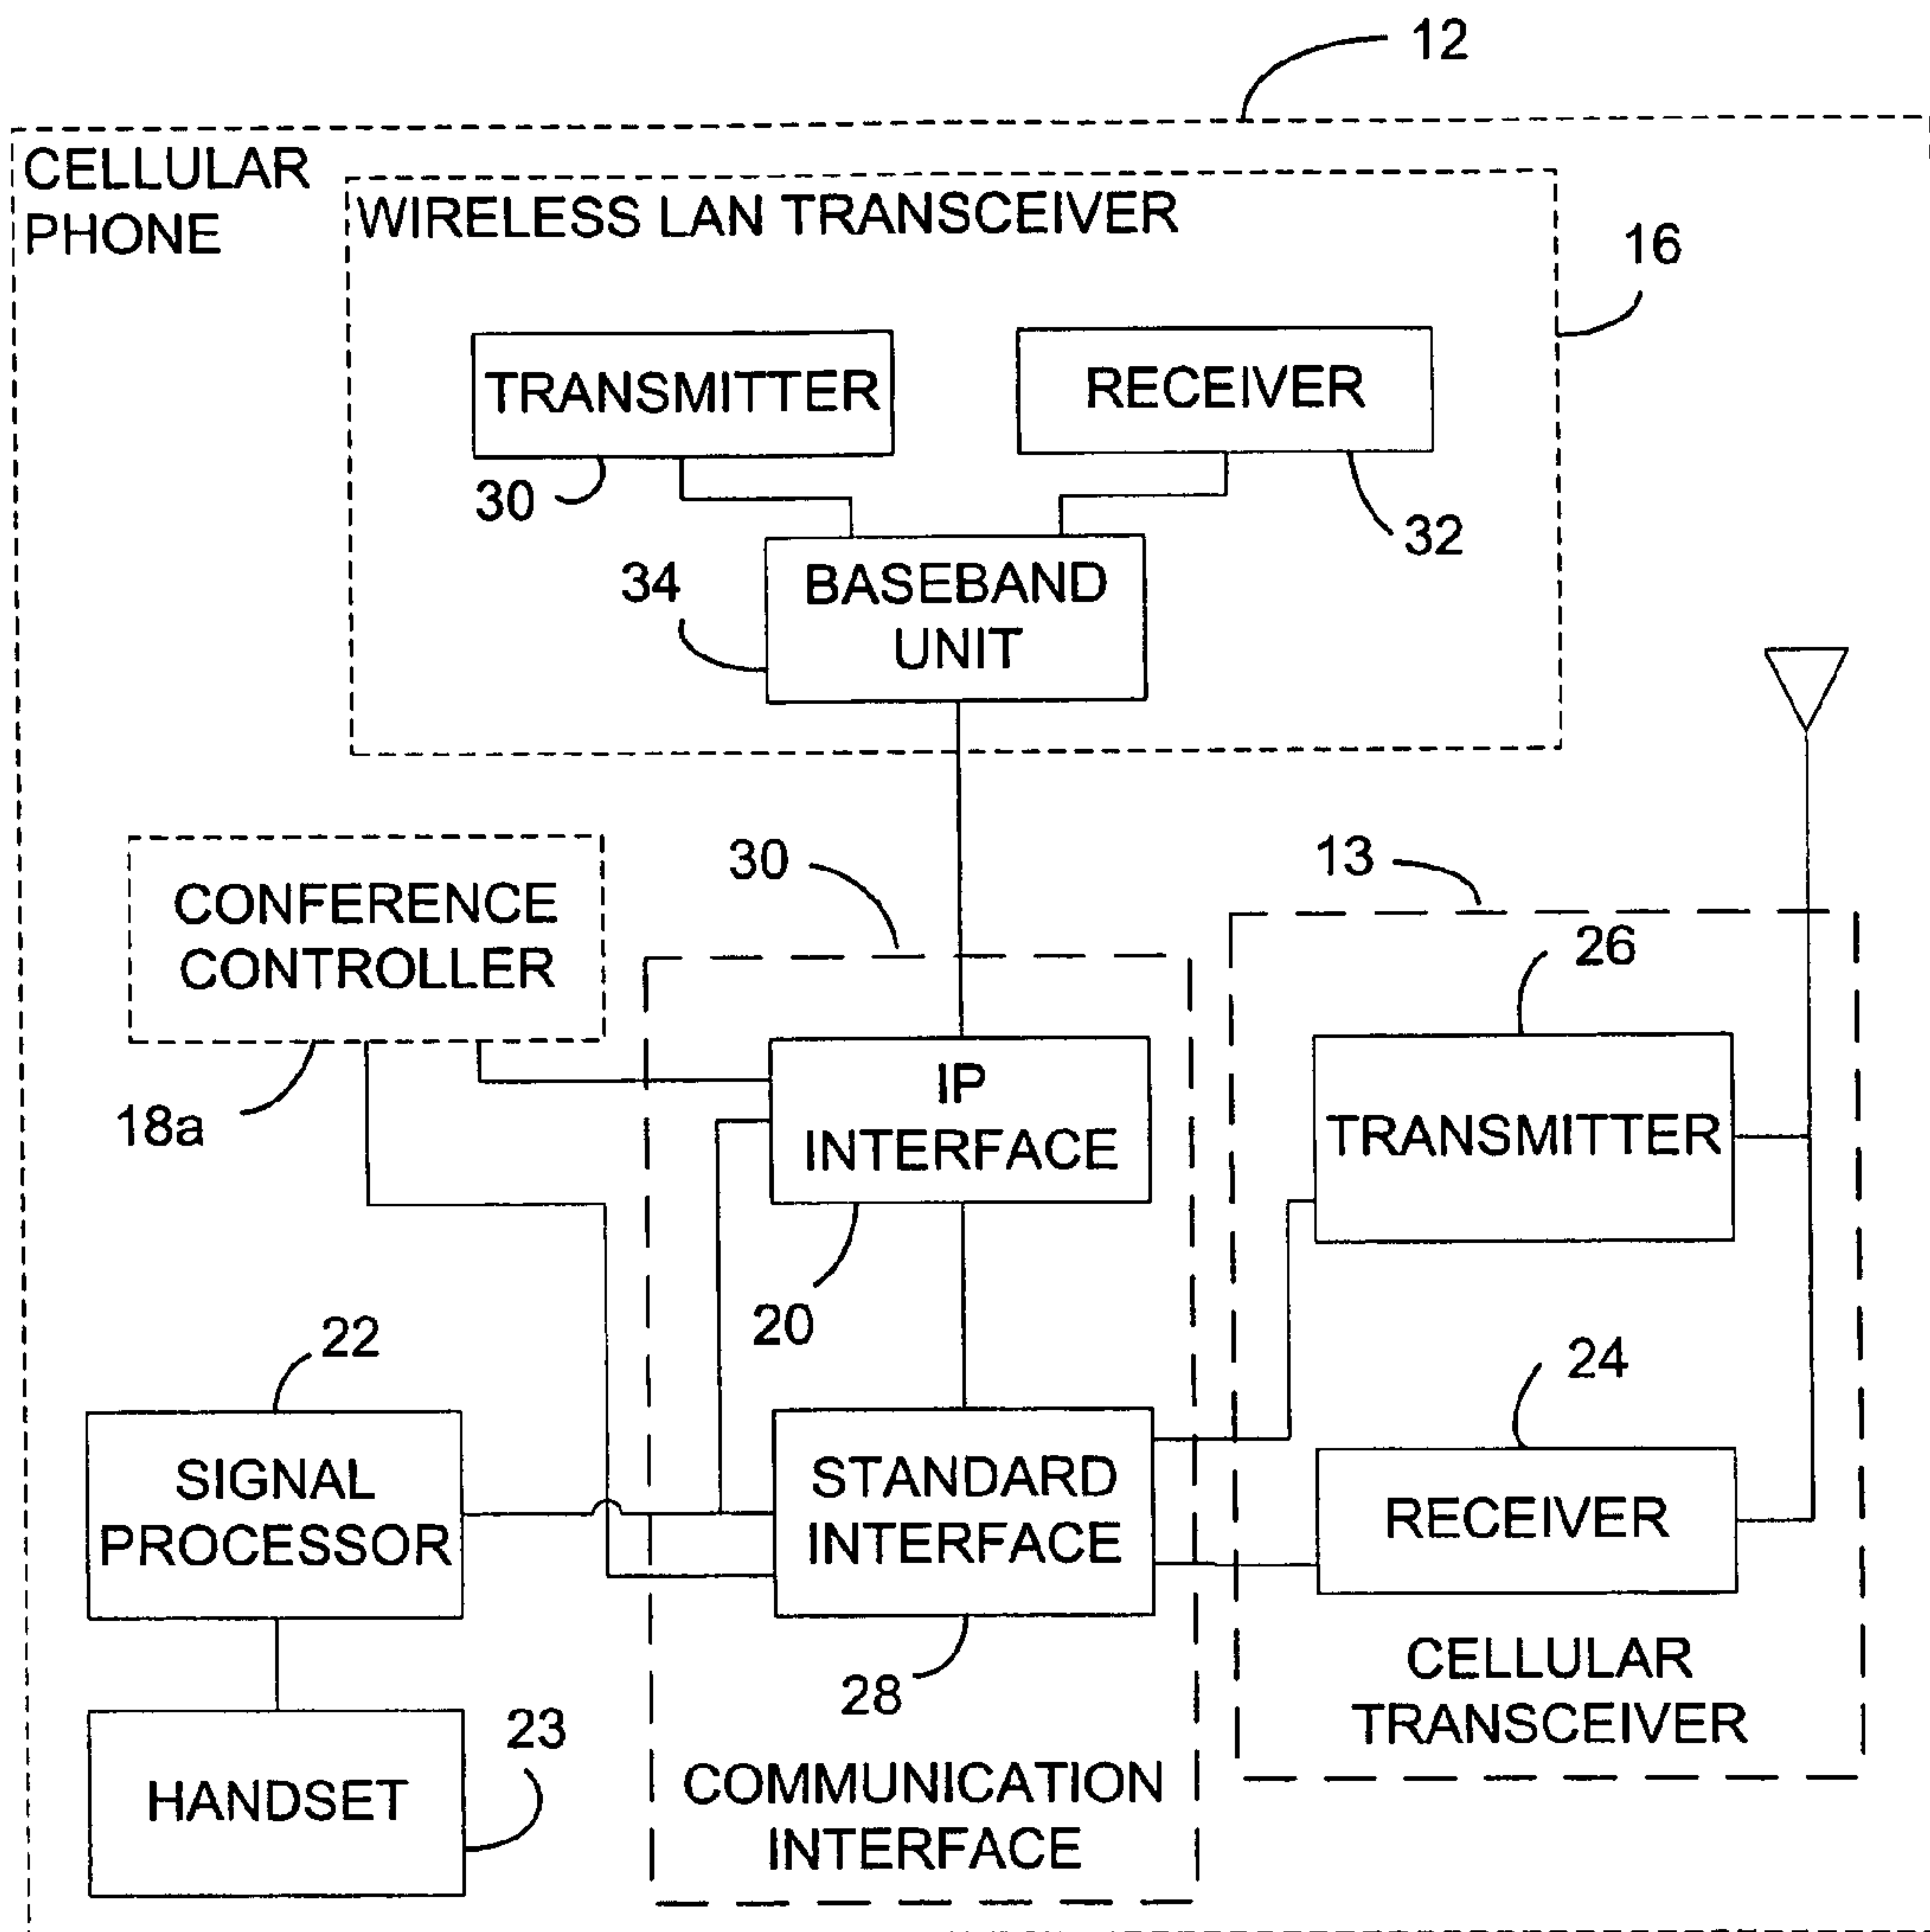 12
CELLULAR
PHONE
WIRELESS LAN TRANSCEIVER
16
TRANSMITTER
RECEIVER
30
32
34
BASEBAND
UNIT
30
13
CONFERENCE
CONTROLLER
26
18a
IP
INTERFACE
TRANSMITTER
20
22
24
SIGNAL
PROCESSOR
STANDARD
INTERFACE
RECEIVER
28
CELLULAR
TRANSCEIVER
23
HANDSET
COMMUNICATION
INTERFACE